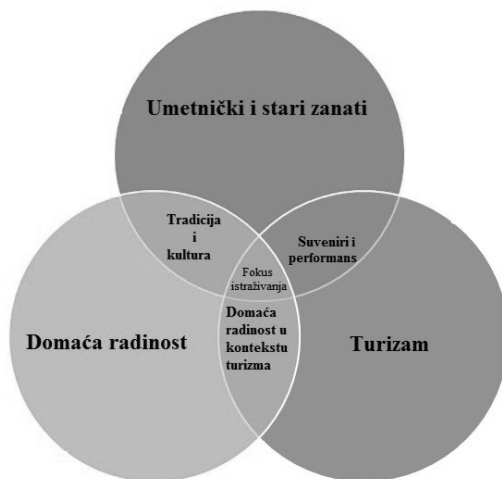 Umetnički i stari zanati
Tradicija
i
kultura
Suveniri i
performans
Fokus
istraživanja
Domaća radinost
Domaća
radinost u
kontekstu
turizma
Turizam